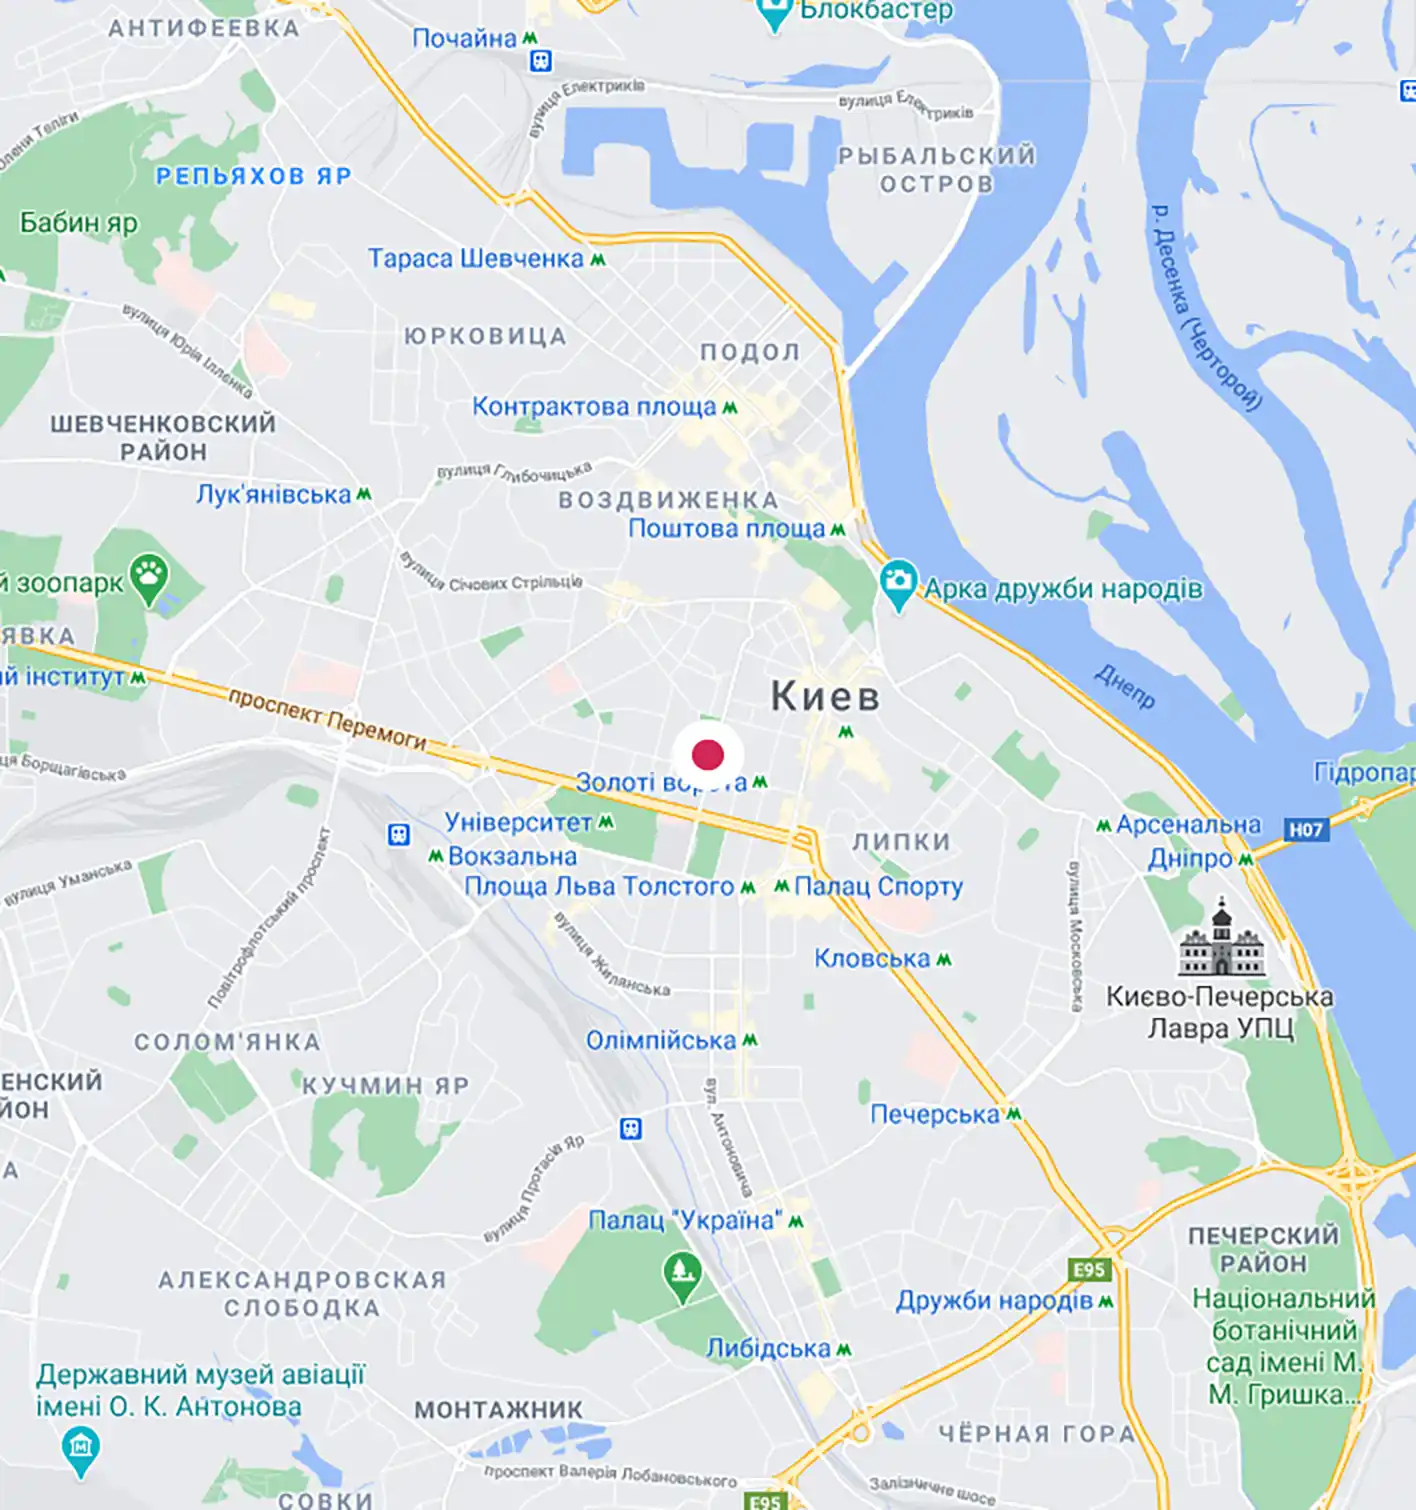 Блокбастер
АНТИФЕЕВКА
Почайна
вулиця Електриків
вулиця Електриків
Олени Теліги
РЫБАЛЬСКИЙ
ОСТРОВ
РЕПЬЯХОВ ЯР
Бабин яр
р. Десенка (Черторой)
Тараса Шевченка
вулиця Юрія Іллєнка
ЮРКОВИЦА
ПОДОЛ
Контрактова площа
ШЕВЧЕНКОВСКИЙ
РАЙОН
вулиця Глибочицька
Лук'янівська
ВОЗДВИЖЕНКА
Поштова площа
вулиця Січових Стрільців
й зоопарк
Арка дружби народів
ЯВКА
ий інститут
Днепр
Киев
проспект Перемоги
ця Борщагівська
Золоті ворота
Гідропар
Університет
Арсенальна
H07
ЛИПКИ
Вокзальна
Дніпро
Площа Льва Толстого
Палац Спорту
вулиця Уманська
Повітрофлотський проспект
вулиця Жилянська
вулиця Московська
Кловська
Києво-Печерська
Лавра УПЦ
СОЛОМ'ЯНКА
Олімпійська
ЕНСКИЙ
ЙОН
КУЧМИН ЯР
Печерська
вул. Антоновича
вулиця Протасів Яр
А
Палац "Україна"
ПЕЧЕРСКИЙ
РАЙОН
E95
АЛЕКСАНДРОВСКАЯ
СЛОБОДКА
Дружби народів
Національний
ботанічний
сад імені М.
М. Гришка...
Либідська
Державний музей авіації
імені О. К. Антонова
МОНТАЖНИК
ЧЁРНАЯ ГОРА
проспект Валерія Лобановського
Залізничне шосе
СОВКИ
E95